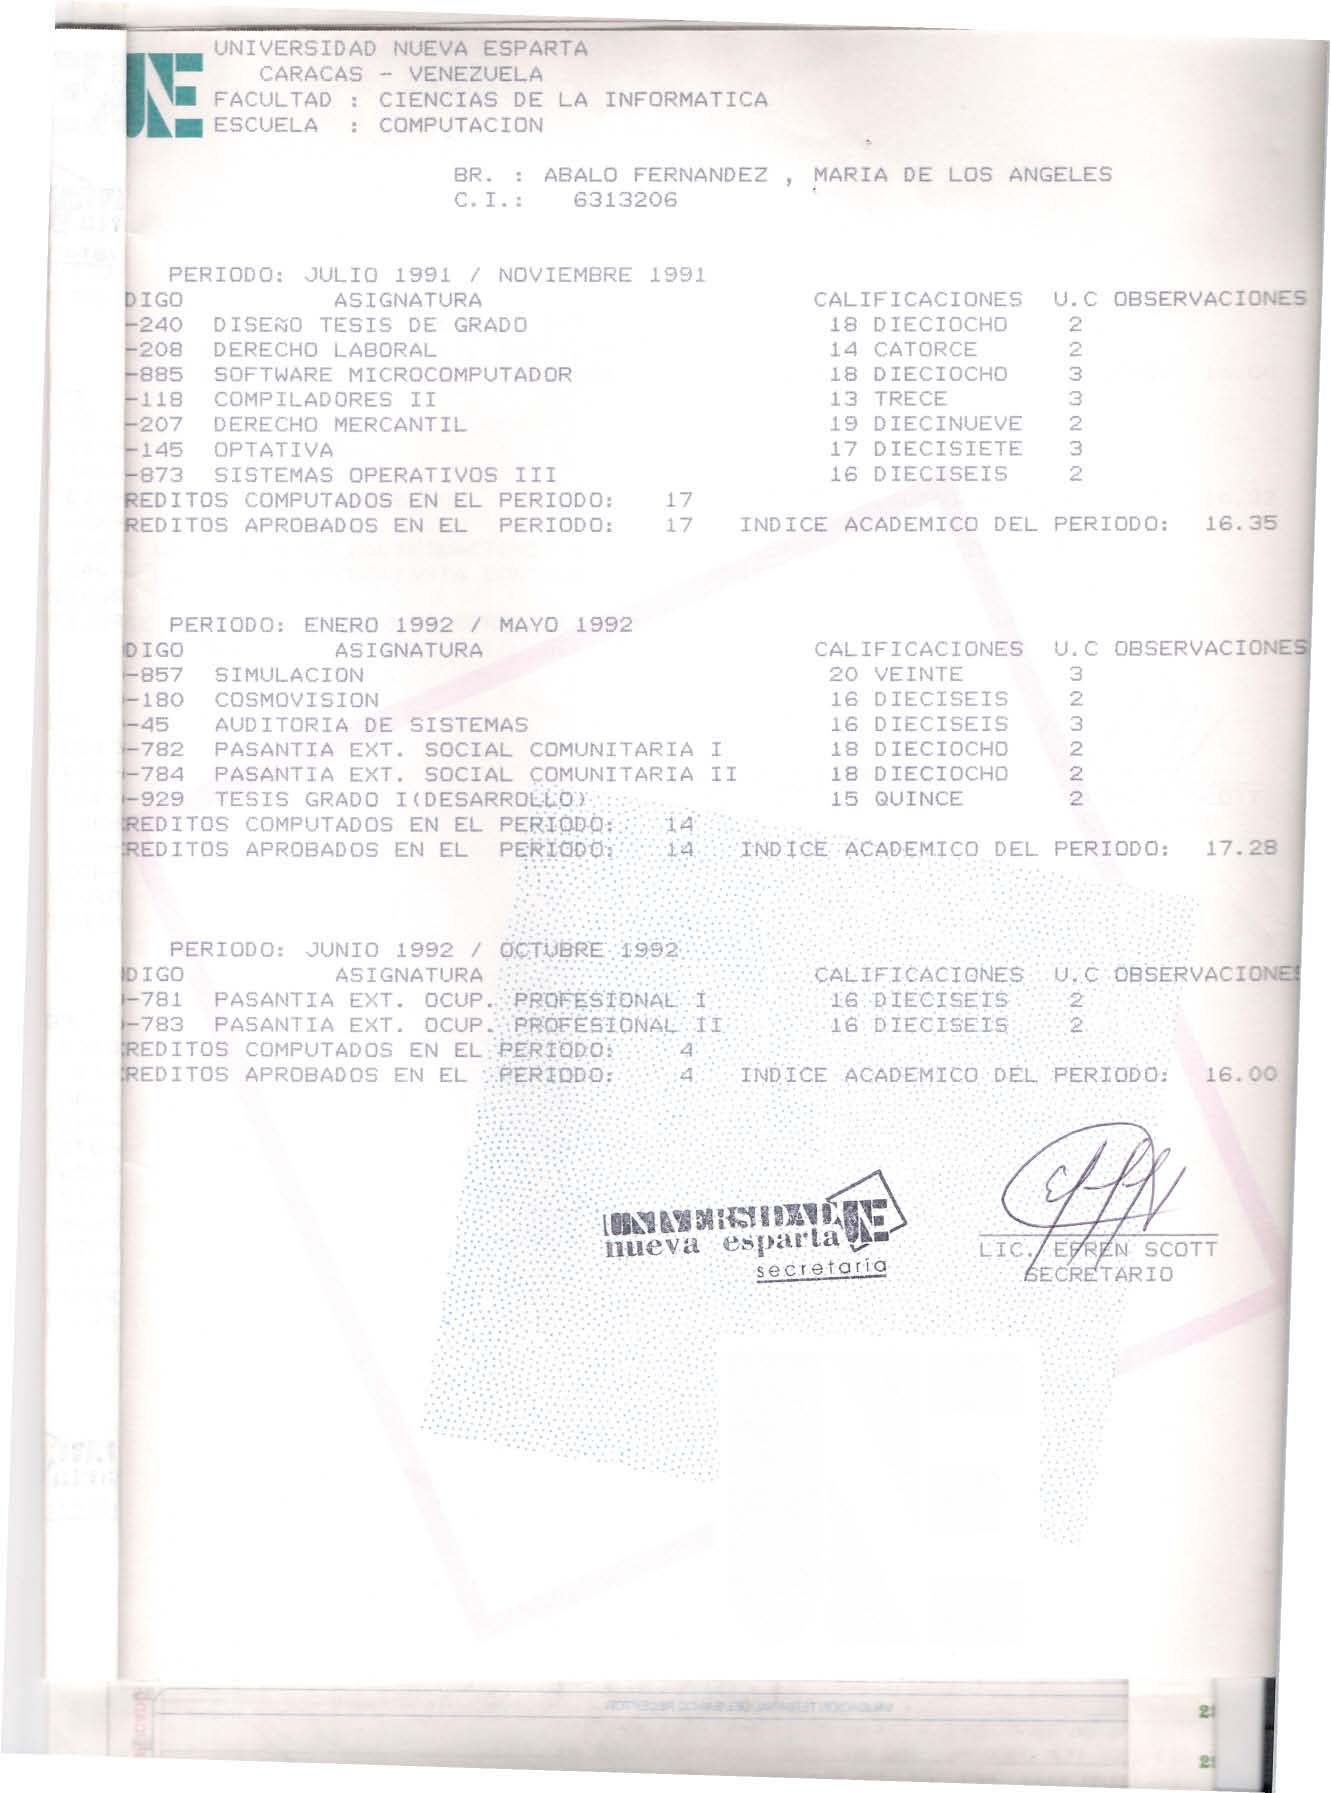 UNIVERSIDAD NUEVA ESPARTA
CARACAS - VENEZUELA
FACULTAD : CIENCIAS DE LA INFORMATICA
ESCUELA : COMPUTACION
BR. : ABALO FERNANDEZ , MARIA DE LOS ANGELES
C.I.: 6313206
PERIODO: JULIO 1991 / NOVIEMBRE 1991
DIGO ASIGNATURA CALIFICACIONES U.C OBSERVACIONES
-240 DISEÑO TESIS DE GRADO 18 DIECIOCHO 2
-208 DERECHO LABORAL 14 CATORCE 2
-885 SOFTWARE MICROCOMPUTADOR 18 DIECIOCHO 3
-118 COMPILADORES II 13 TRECE 3
-207 DERECHO MERCANTIL 19 DIECINUEVE 2
-145 OPTATIVA 17 DIECISIETE 3
-873 SISTEMAS OPERATIVOS III 16 DIECISEIS 2
REDITOS COMPUTADOS EN EL PERIODO: 17
REDITOS APROBADOS EN EL PERIODO: 17 INDICE ACADEMICO DEL PERIODO: 16.35
PERIODO: ENERO 1992 / MAYO 1992
DIGO ASIGNATURA CALIFICACIONES U.C OBSERVACIONES
-857 SIMULACION 20 VEINTE 3
-180 COSMOVISION 16 DIECISEIS 2
-45 AUDITORIA DE SISTEMAS 16 DIECISEIS 3
-782 PASANTIA EXT. SOCIAL COMUNITARIA I 18 DIECIOCHO 2
-784 PASANTIA EXT. SOCIAL COMUNITARIA II 18 DIECIOCHO 2
-929 TESIS GRADO I(DESARROLLO) 15 QUINCE 2
REDITOS COMPUTADOS EN EL PERIODO: 14
REDITOS APROBADOS EN EL PERIODO: 14 INDICE ACADEMICO DEL PERIODO: 17.28
PERIODO: JUNIO 1992 / OCTUBRE 1992
DIGO ASIGNATURA CALIFICACIONES U.C OBSERVACIONES
-781 PASANTIA EXT. OCUP. PROFESIONAL I 16 DIECISEIS 2
-783 PASANTIA EXT. OCUP. PROFESIONAL II 16 DIECISEIS 2
REDITOS COMPUTADOS EN EL PERIODO: 4
REDITOS APROBADOS EN EL PERIODO: 4 INDICE ACADEMICO DEL PERIODO: 16.00
UNIVERSIDAD
nueva esparta
secretaria
LIC. EFREN SCOTT
SECRETARIO